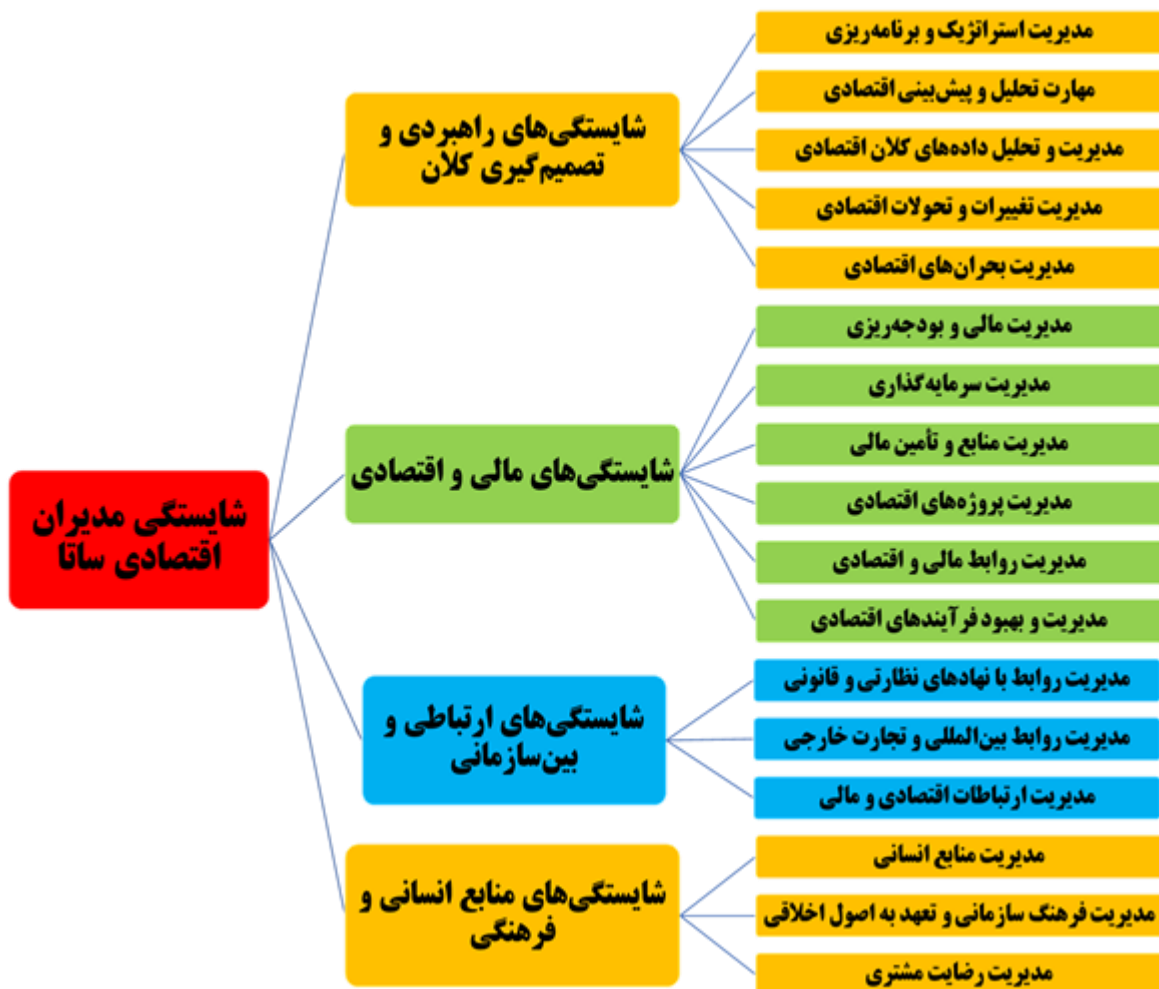 شایستگی مدیران
اقتصادی ساتا
شایستگی‌های راهبردی و
تصمیم‌گیری کلان
مدیریت استراتژیک و برنامه‌ریزی
مهارت تحلیل و پیش‌بینی اقتصادی
مدیریت و تحلیل داده‌های کلان اقتصادی
مدیریت تغییرات و تحولات اقتصادی
مدیریت بحران‌های اقتصادی
شایستگی‌های مالی و اقتصادی
مدیریت مالی و بودجه‌ریزی
مدیریت سرمایه‌گذاری
مدیریت منابع و تأمین مالی
مدیریت پروژه‌های اقتصادی
مدیریت روابط مالی و اقتصادی
مدیریت و بهبود فرآیندهای اقتصادی
شایستگی‌های ارتباطی و
بین‌سازمانی
مدیریت روابط با نهادهای نظارتی و قانونی
مدیریت روابط بین‌المللی و تجارت خارجی
مدیریت ارتباطات اقتصادی و مالی
شایستگی‌های منابع انسانی و
فرهنگی
مدیریت منابع انسانی
مدیریت فرهنگ سازمانی و تعهد به اصول اخلاقی
مدیریت رضایت مشتری